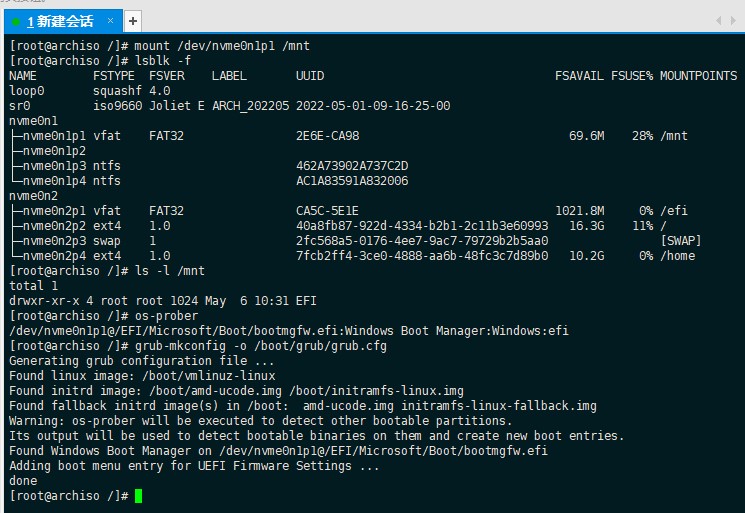 1 新建会话 × +
[root@archiso /]# mount /dev/nvme0n1p1 /mnt
[root@archiso /]# lsblk -f
NAME        FSTYPE  FSVER   LABEL       UUID                                 FSAVAIL FSUSE% MOUNTPOINTS
loop0       squashf 4.0
sr0         iso9660 Joliet E ARCH_202205 2022-05-01-09-16-25-00
nvme0n1
├─nvme0n1p1 vfat    FAT32               2E6E-CA98                              69.6M    28% /mnt
├─nvme0n1p2
├─nvme0n1p3 ntfs                        462A73902A737C2D
└─nvme0n1p4 ntfs                        AC1A83591A832006
nvme0n2
├─nvme0n2p1 vfat    FAT32               CA5C-5E1E                            1021.8M     0% /efi
├─nvme0n2p2 ext4    1.0                 40a8fb87-922d-4334-b2b1-2c11b3e60993   16.3G    11% /
├─nvme0n2p3 swap    1                   2fc568a5-0176-4ee7-9ac7-79729b2b5aa0                [SWAP]
└─nvme0n2p4 ext4    1.0                 7fcb2ff4-3ce0-4888-aa6b-48fc3c7d89b0   10.2G     0% /home
[root@archiso /]# ls -l /mnt
total 1
drwxr-xr-x 4 root root 1024 May  6 10:31 EFI
[root@archiso /]# os-prober
/dev/nvme0n1p1@/EFI/Microsoft/Boot/bootmgfw.efi:Windows Boot Manager:Windows:efi
[root@archiso /]# grub-mkconfig -o /boot/grub/grub.cfg
Generating grub configuration file ...
Found linux image: /boot/vmlinuz-linux
Found initrd image: /boot/amd-ucode.img /boot/initramfs-linux.img
Found fallback initrd image(s) in /boot:  amd-ucode.img initramfs-linux-fallback.img
Warning: os-prober will be executed to detect other bootable partitions.
Its output will be used to detect bootable binaries on them and create new boot entries.
Found Windows Boot Manager on /dev/nvme0n1p1@/EFI/Microsoft/Boot/bootmgfw.efi
Adding boot menu entry for UEFI Firmware Settings ...
done
[root@archiso /]#